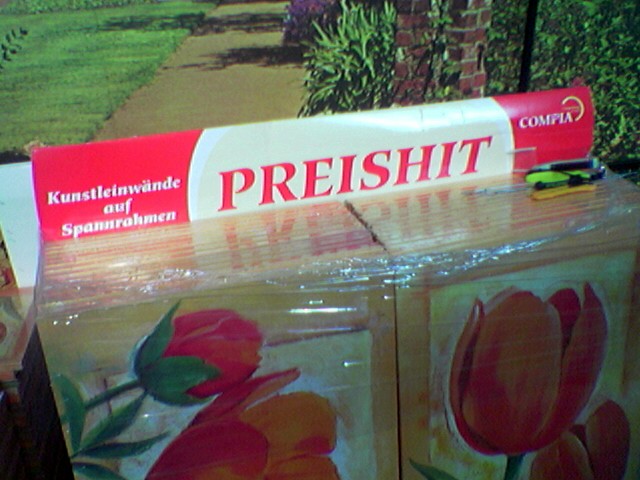 Kunstleinwände
auf
Spannrahmen
PREISHIT
COMPIA